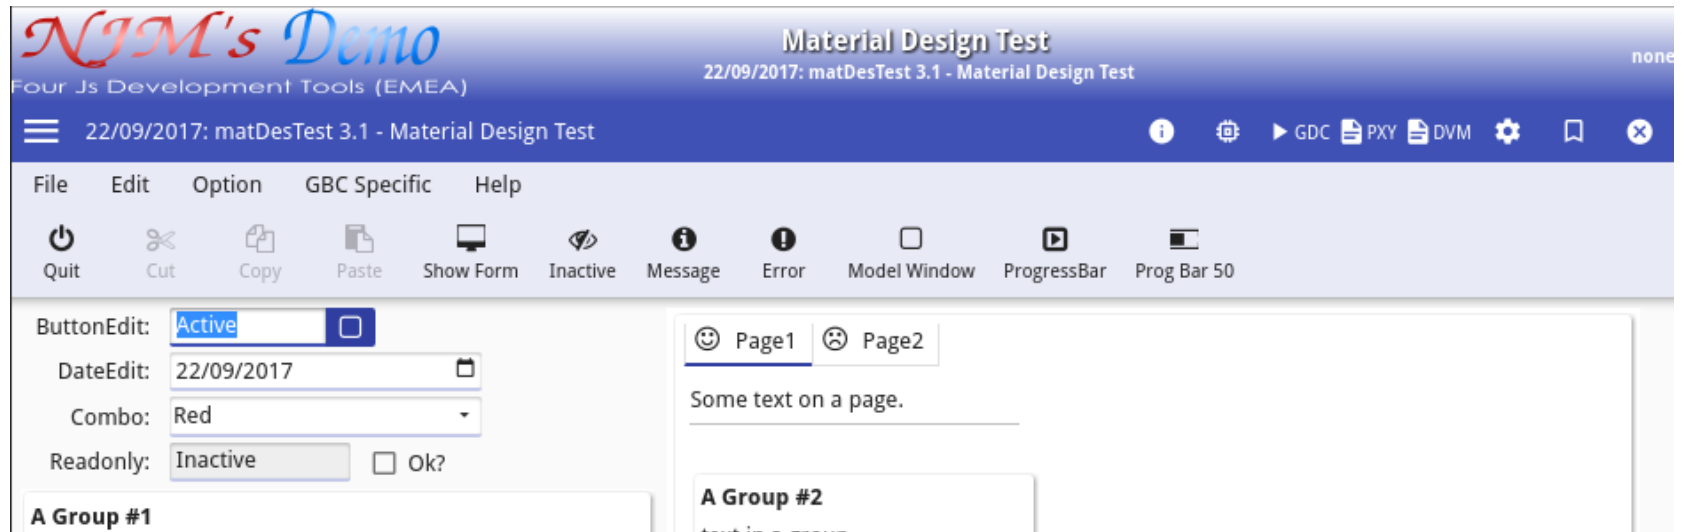 NJM's Demo
Four Js Development Tools (EMEA)
Material Design Test
22/09/2017: matDesTest 3.1 - Material Design Test
none
22/09/2017: matDesTest 3.1 - Material Design Test
GDC PXY DVM
File Edit Option GBC Specific Help
Quit Cut Copy Paste Show Form Inactive Message Error Model Window ProgressBar Prog Bar 50
ButtonEdit: Active
DateEdit: 22/09/2017
Combo: Red
Readonly: Inactive Ok?
A Group #1
Page1 Page2
Some text on a page.
A Group #2
text in a group